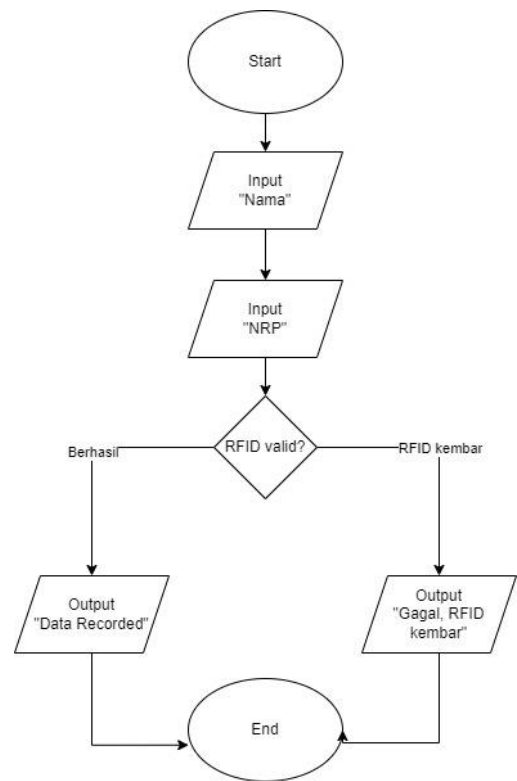 Start
Input
"Nama"
Input
"NRP"
RFID valid?
Berhasil
RFID kembar
Output
"Data Recorded"
Output
"Gagal, RFID
kembar"
End